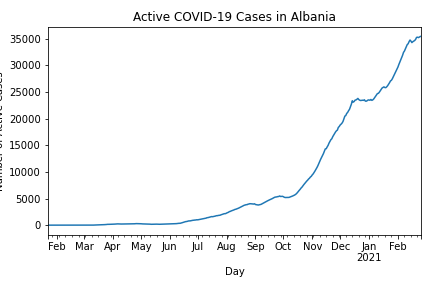 Active COVID-19 Cases in Albania
35000
30000
25000
20000
15000
10000
5000
0
Number of Active Cases
Feb Mar Apr May Jun Jul Aug Sep Oct Nov Dec Jan Feb
2021
Day